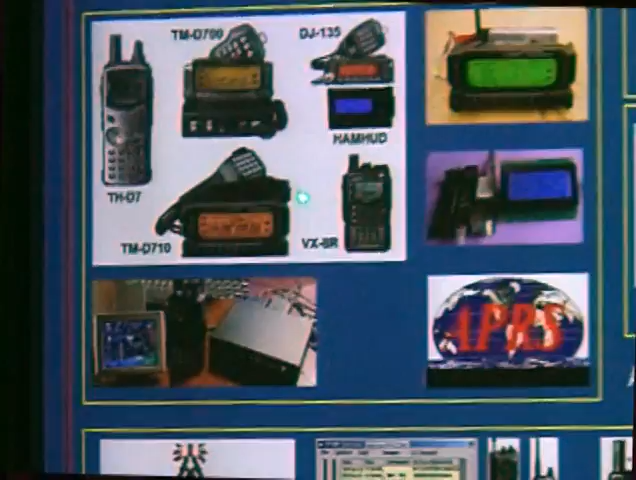 TM-D700
DJ-135
HAMHUD
TH-D7
TM-D710
VX-8R
APRS